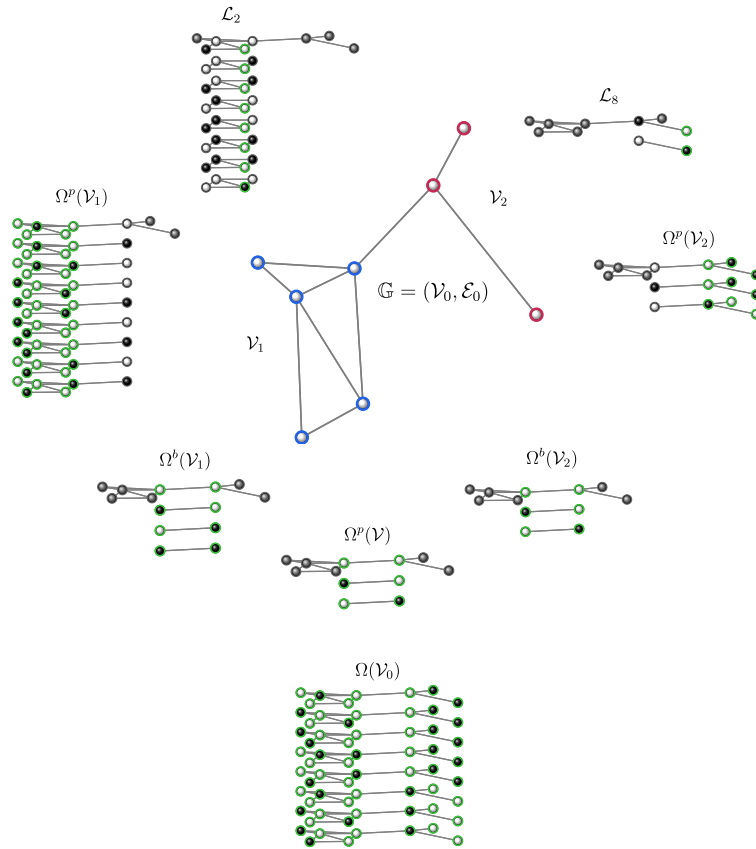 ℒ₂
ℒ₈
Ωᵖ(𝒱₁)
𝒱₂
Ωᵖ(𝒱₂)
𝔾 = (𝒱₀, ℰ₀)
𝒱₁
Ωᵇ(𝒱₁)
Ωᵇ(𝒱₂)
Ωᵖ(𝒱)
Ω(𝒱₀)